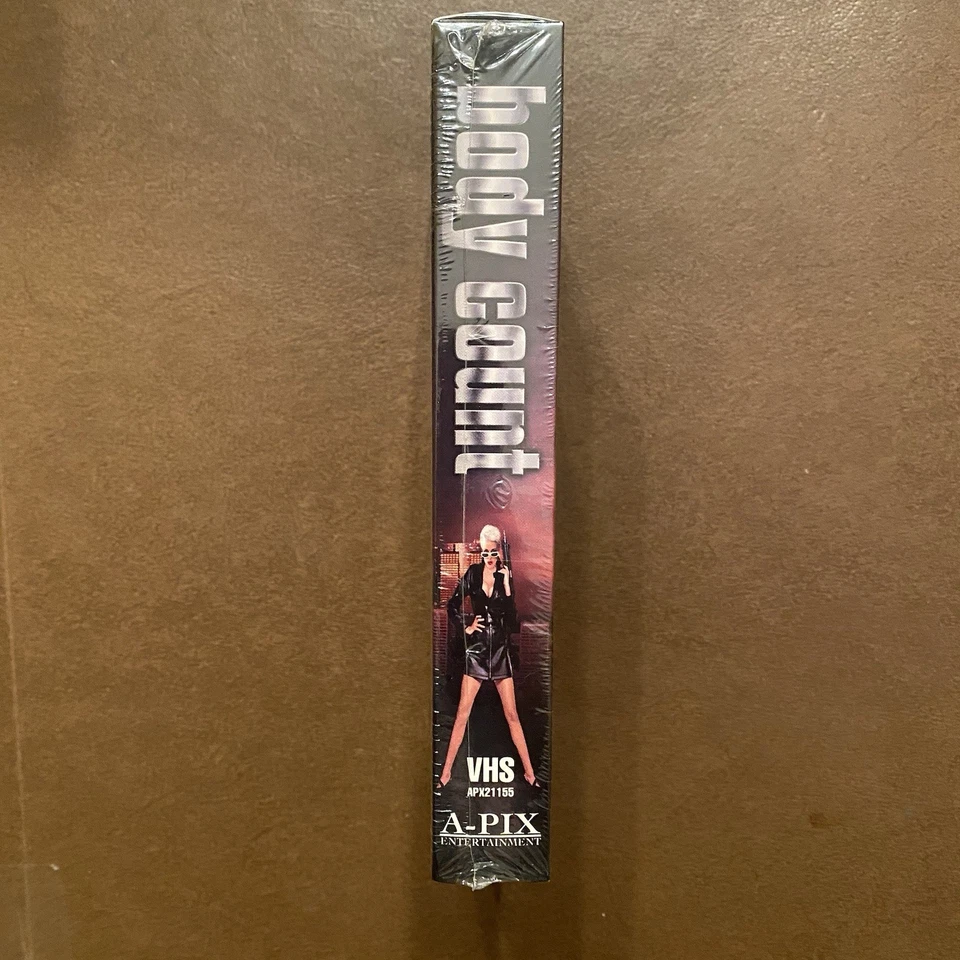 body count
VHS
APX21155
A-PIX
ENTERTAINMENT